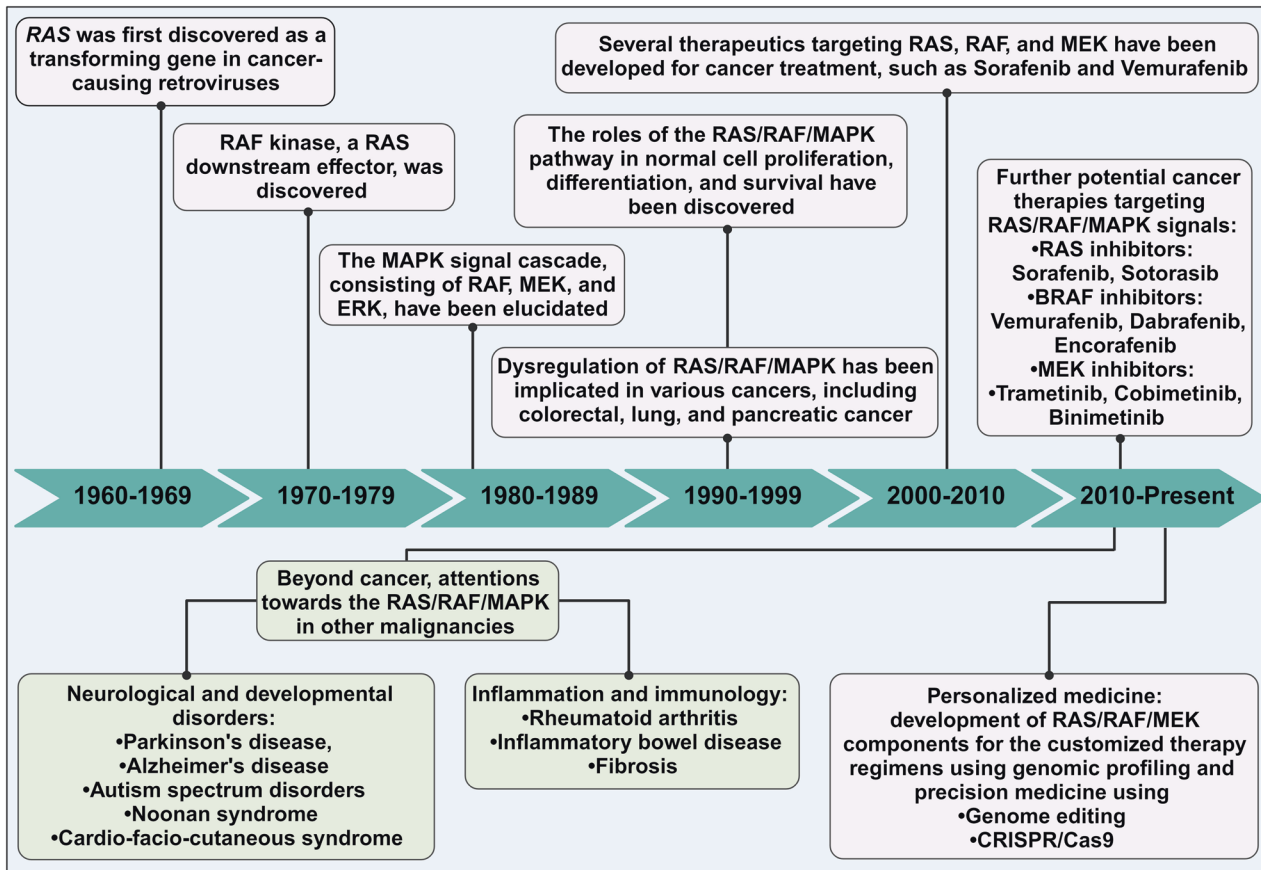 RAS was first discovered as a
transforming gene in cancer-
causing retroviruses
RAF kinase, a RAS
downstream effector, was
discovered
The MAPK signal cascade,
consisting of RAF, MEK, and
ERK, have been elucidated
Several therapeutics targeting RAS, RAF, and MEK have been
developed for cancer treatment, such as Sorafenib and Vemurafenib
The roles of the RAS/RAF/MAPK
pathway in normal cell proliferation,
differentiation, and survival have
been discovered
Dysregulation of RAS/RAF/MAPK has been
implicated in various cancers, including
colorectal, lung, and pancreatic cancer
Further potential cancer
therapies targeting
RAS/RAF/MAPK signals:
•RAS inhibitors:
Sorafenib, Sotorasib
•BRAF inhibitors:
Vemurafenib, Dabrafenib,
Encorafenib
•MEK inhibitors:
•Trametinib, Cobimetinib,
Binimetinib
1960-1969
1970-1979
1980-1989
1990-1999
2000-2010
2010-Present
Beyond cancer, attentions
towards the RAS/RAF/MAPK
in other malignancies
Neurological and developmental
disorders:
•Parkinson's disease,
•Alzheimer's disease
•Autism spectrum disorders
•Noonan syndrome
•Cardio-facio-cutaneous syndrome
Inflammation and immunology:
•Rheumatoid arthritis
•Inflammatory bowel disease
•Fibrosis
Personalized medicine:
development of RAS/RAF/MEK
components for the customized therapy
regimens using genomic profiling and
precision medicine using
•Genome editing
•CRISPR/Cas9